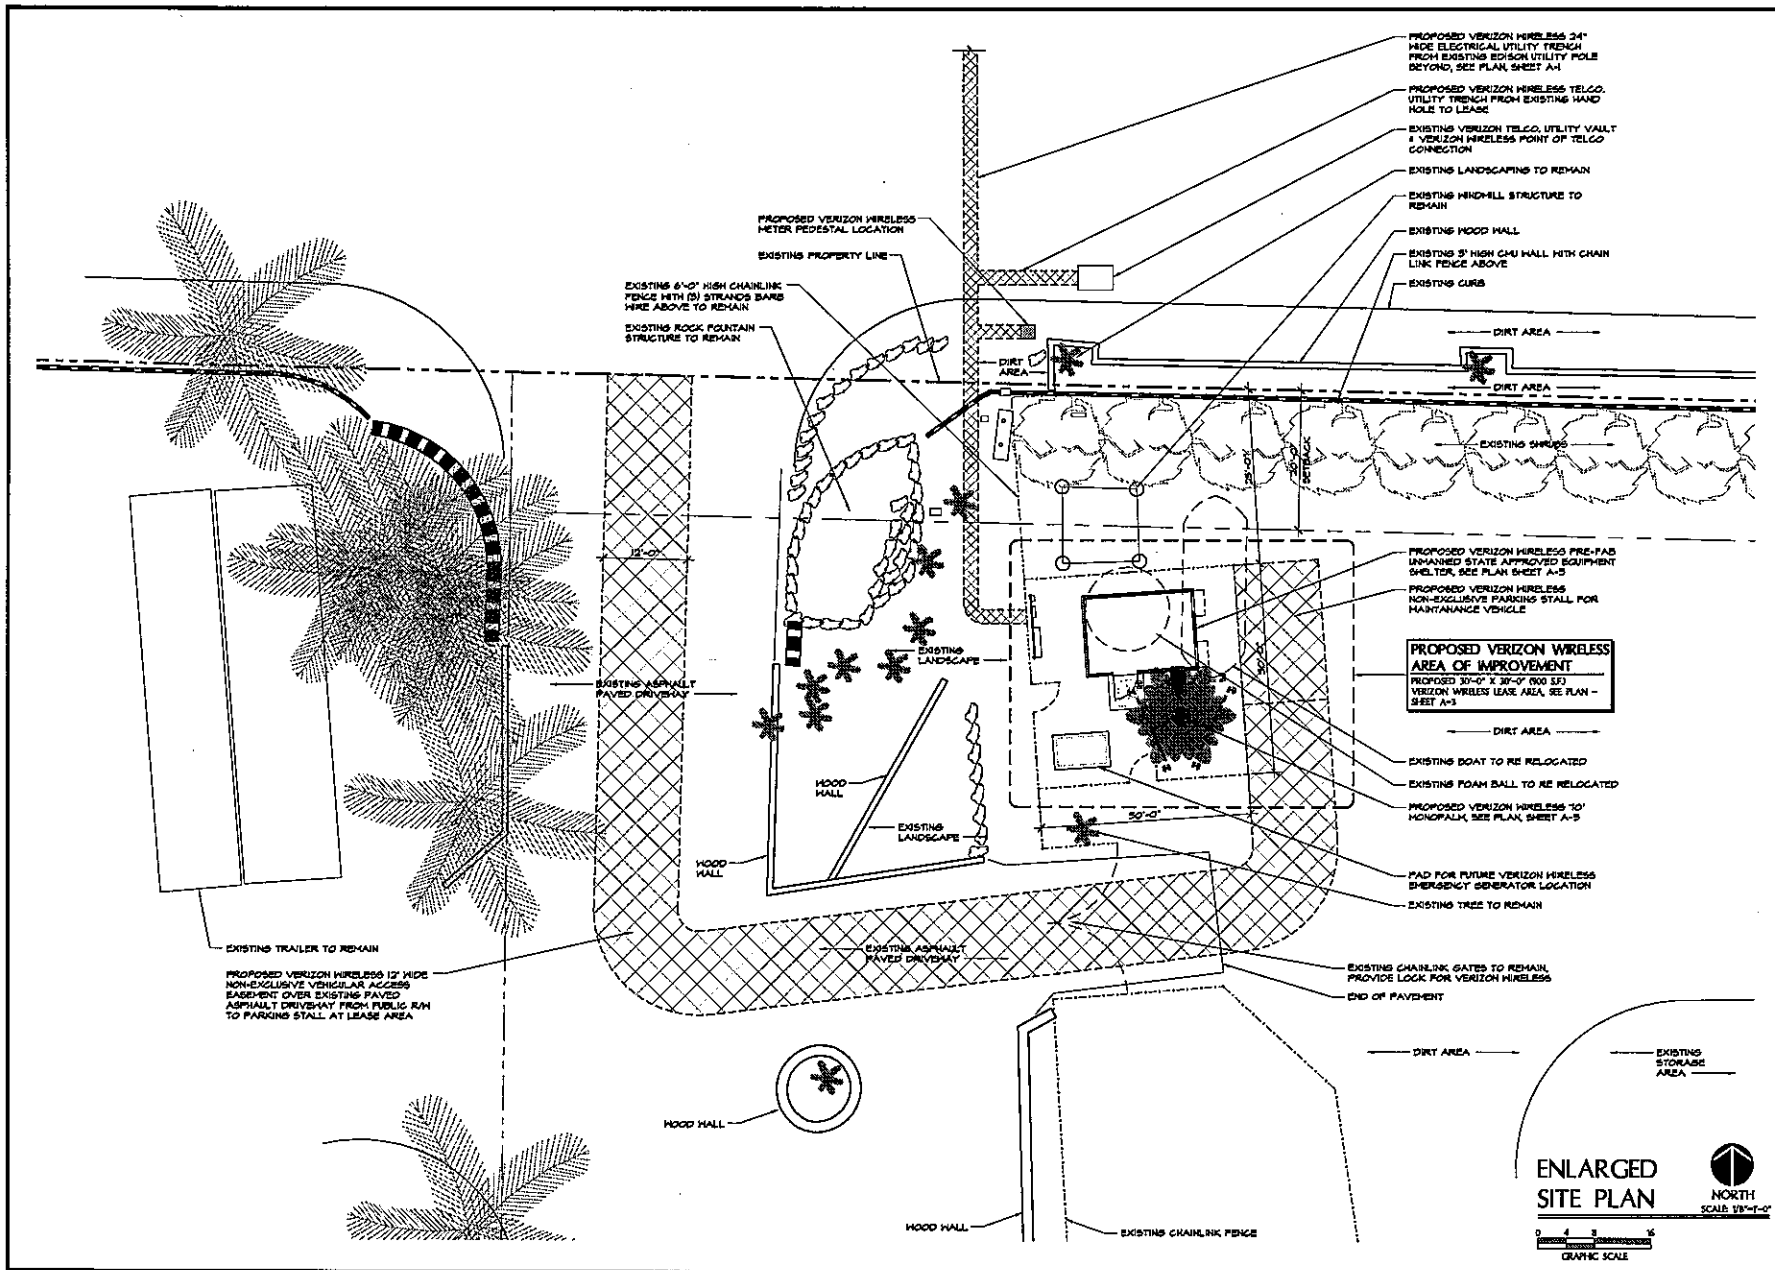 PROPOSED VERIZON WIRELESS 24"
WIDE ELECTRICAL UTILITY TRENCH
FROM EXISTING EDISON UTILITY POLE
BEYOND, SEE PLAN, SHEET A-1
PROPOSED VERIZON WIRELESS TELCO.
UTILITY TRENCH FROM EXISTING HAND
HOLE TO LEASE
EXISTING VERIZON TELCO, UTILITY VAULT
& VERIZON WIRELESS POINT OF TELCO
CONNECTION
EXISTING LANDSCAPING TO REMAIN
EXISTING WINDMILL STRUCTURE TO
REMAIN
EXISTING WOOD WALL
EXISTING 3' HIGH CMU WALL WITH CHAIN
LINK FENCE ABOVE
EXISTING CURB
PROPOSED VERIZON WIRELESS
METER PEDESTAL LOCATION
EXISTING PROPERTY LINE
EXISTING 6'-0" HIGH CHAINLINK
FENCE WITH (3) STRANDS BARB
WIRE ABOVE TO REMAIN
EXISTING ROCK FOUNTAIN
STRUCTURE TO REMAIN
DIRT AREA
DIRT
AREA
DIRT AREA
EXISTING SHRUBS
25'-0"
20'-0"
SETBACK
12'-0"
PROPOSED VERIZON WIRELESS PRE-FAB
UNMANNED STATE APPROVED EQUIPMENT
SHELTER, SEE PLAN SHEET A-3
PROPOSED VERIZON WIRELESS
NON-EXCLUSIVE PARKING STALL FOR
MAINTANANCE VEHICLE
PROPOSED VERIZON WIRELESS
AREA OF IMPROVEMENT
PROPOSED 30'-0" X 30'-0" (900 S.F.)
VERIZON WIRELESS LEASE AREA, SEE PLAN -
SHEET A-3
DIRT AREA
EXISTING
LANDSCAPE
EXISTING ASPHALT
PAVED DRIVEWAY
EXISTING BOAT TO RE RELOCATED
EXISTING FOAM BALL TO RE RELOCATED
PROPOSED VERIZON WIRELESS 70'
MONOPALM, SEE PLAN, SHEET A-3
WOOD
WALL
EXISTING
LANDSCAPE
WOOD
WALL
PAD FOR FUTURE VERIZON WIRELESS
EMERGENCY GENERATOR LOCATION
EXISTING TREE TO REMAIN
EXISTING TRAILER TO REMAIN
PROPOSED VERIZON WIRELESS 12' WIDE
NON-EXCLUSIVE VEHICULAR ACCESS
EASEMENT OVER EXISTING PAVED
ASPHALT DRIVEWAY FROM PUBLIC R/W
TO PARKING STALL AT LEASE AREA
EXISTING ASPHALT
PAVED DRIVEWAY
EXISTING CHAINLINK GATES TO REMAIN,
PROVIDE LOCK FOR VERIZON WIRELESS
END OF PAVEMENT
DIRT AREA
EXISTING
STORAGE
AREA
WOOD WALL
WOOD WALL
EXISTING CHAINLINK FENCE
ENLARGED
SITE PLAN
NORTH
SCALE: 1/8"=1'-0"
0 4 8 16
GRAPHIC SCALE